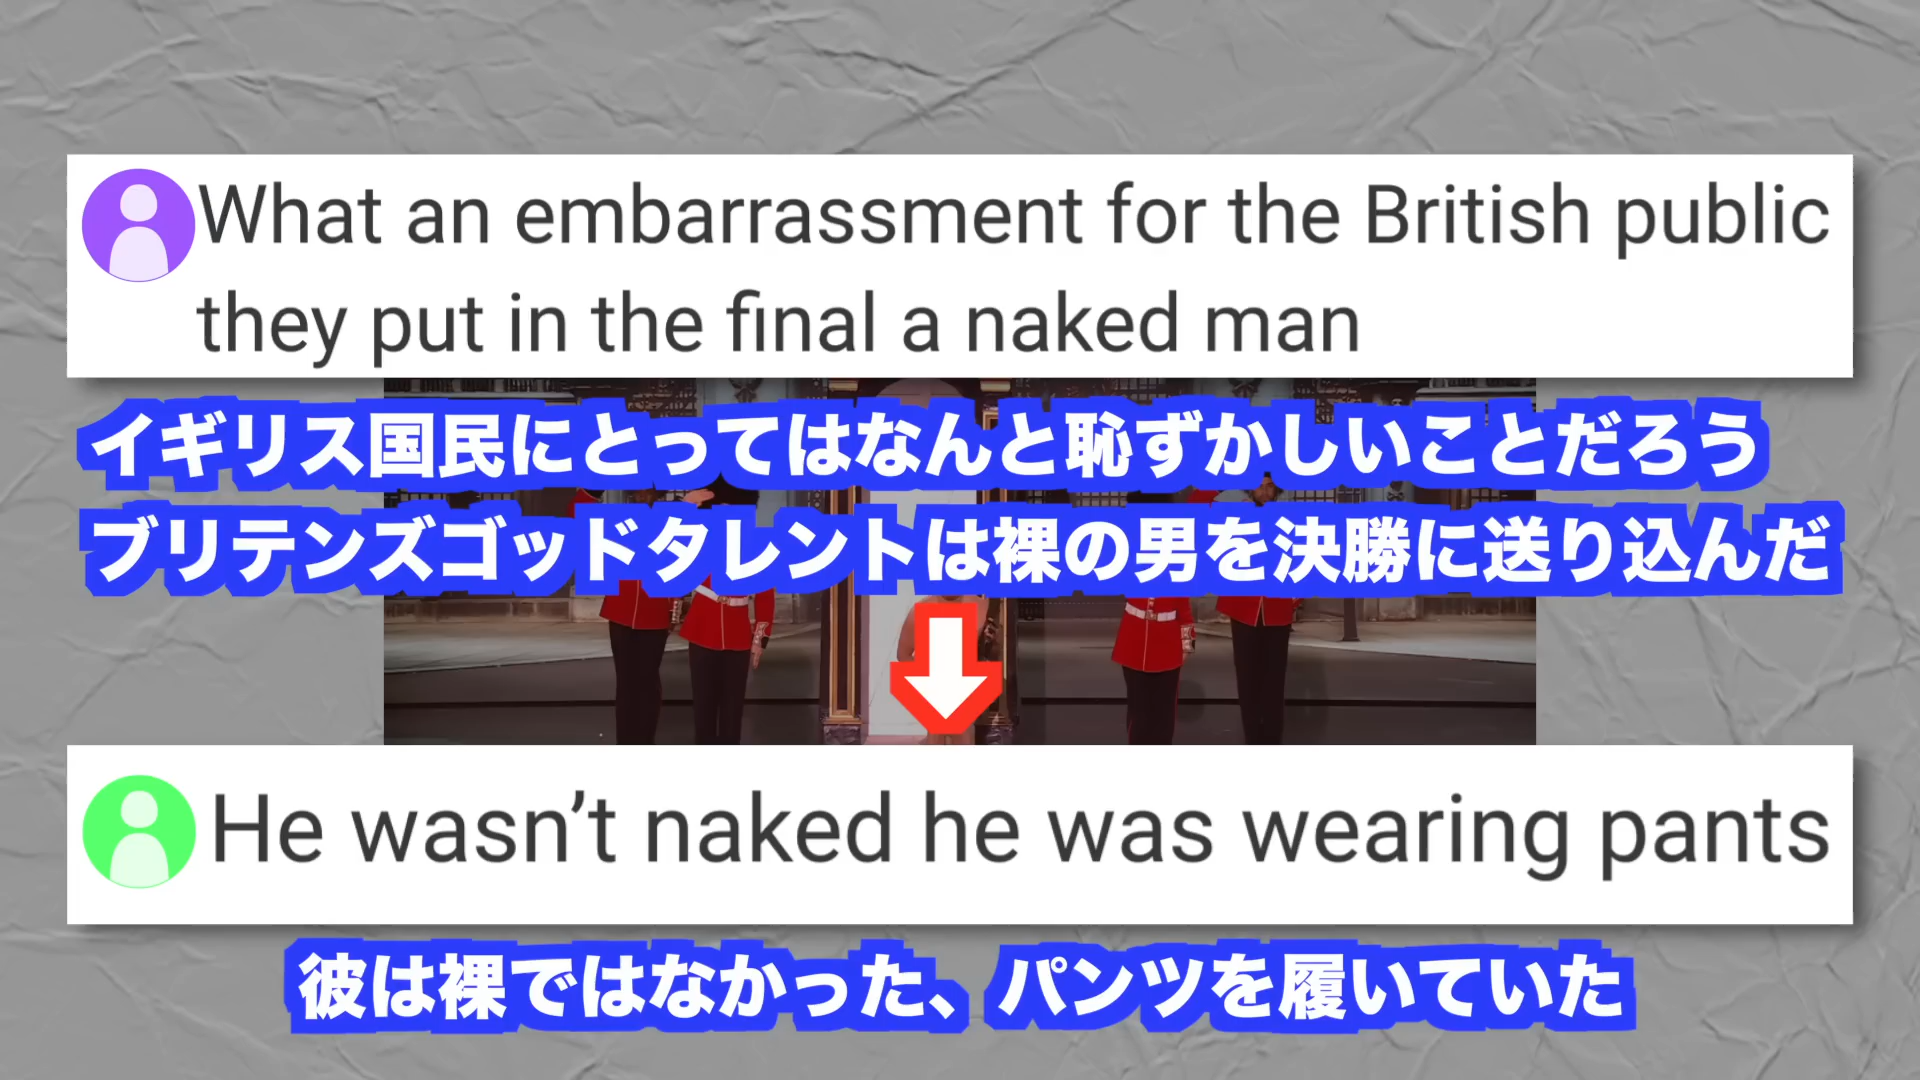 What an embarrassment for the British public
they put in the final a naked man
イギリス国民にとってはなんと恥ずかしいことだろう
ブリテンズゴッドタレントは裸の男を決勝に送り込んだ
He wasn’t naked he was wearing pants
彼は裸ではなかった、パンツを履いていた